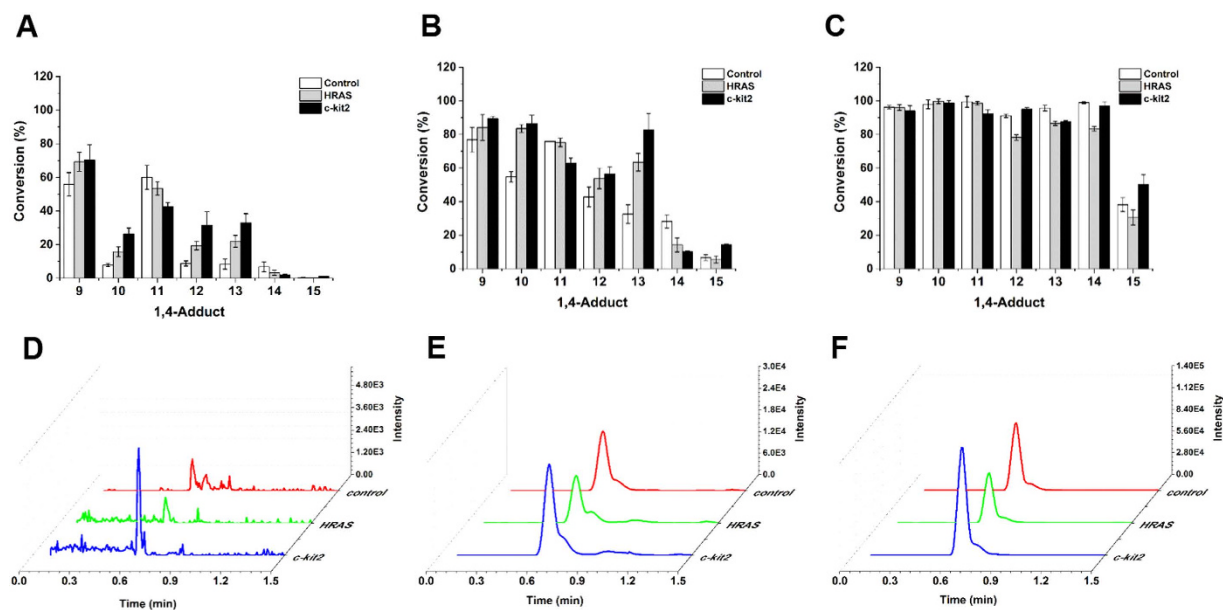 A
Conversion (%)
120
100
80
60
40
20
0
Control
HRAS
c-kit2
9 10 11 12 13 14 15
1,4-Adduct
B
Conversion (%)
120
100
80
60
40
20
0
Control
HRAS
c-kit2
9 10 11 12 13 14 15
1,4-Adduct
C
Conversion (%)
120
100
80
60
40
20
0
Control
HRAS
c-kit2
9 10 11 12 13 14 15
1,4-Adduct
D
4.80E3
3.60E3
2.40E3
1.20E3
0.00
Intensity
control
HRAS
c-kit2
0.0 0.3 0.6 0.9 1.2 1.5
Time (min)
E
3.0E4
2.4E4
1.8E4
1.2E4
6.0E3
0.00
Intensity
control
HRAS
c-kit2
0.0 0.3 0.6 0.9 1.2 1.5
Time (min)
F
1.40E5
1.12E5
8.40E4
5.60E4
2.80E4
0.00
Intensity
control
HRAS
c-kit2
0.0 0.3 0.6 0.9 1.2 1.5
Time (min)